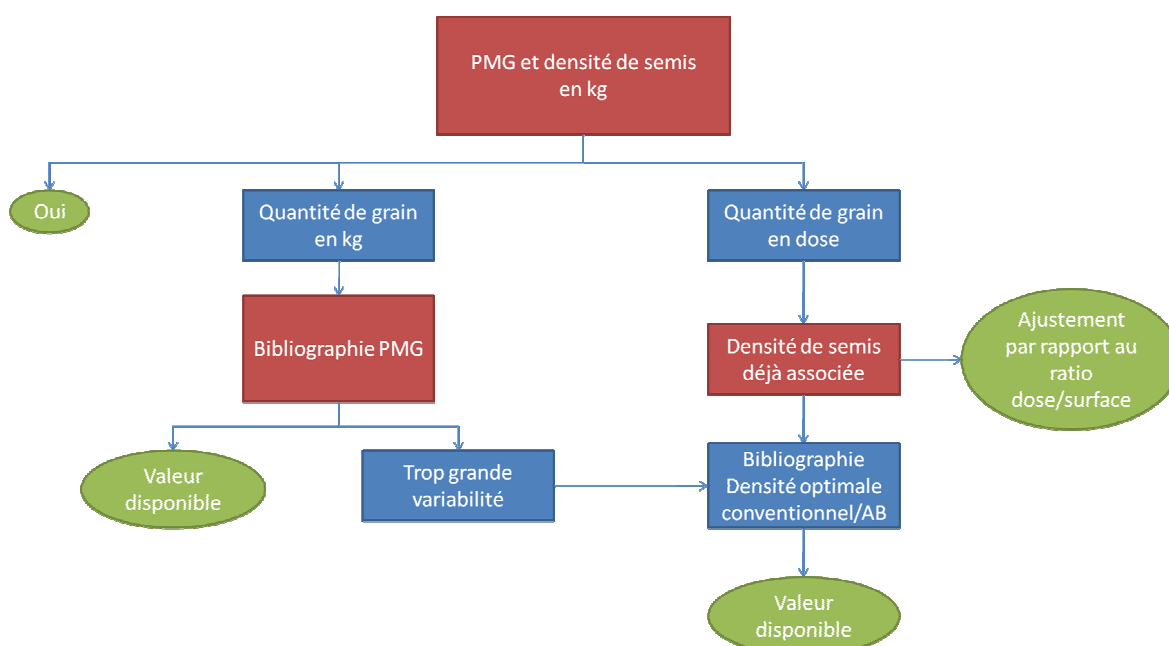 PMG et densité de semis
en kg
Oui
Quantité de grain
en kg
Quantité de grain
en dose
Bibliographie PMG
Densité de semis
déjà associée
Ajustement
par rapport au
ratio
dose/surface
Valeur
disponible
Trop grande
variabilité
Bibliographie
Densité optimale
conventionnel/AB
Valeur
disponible